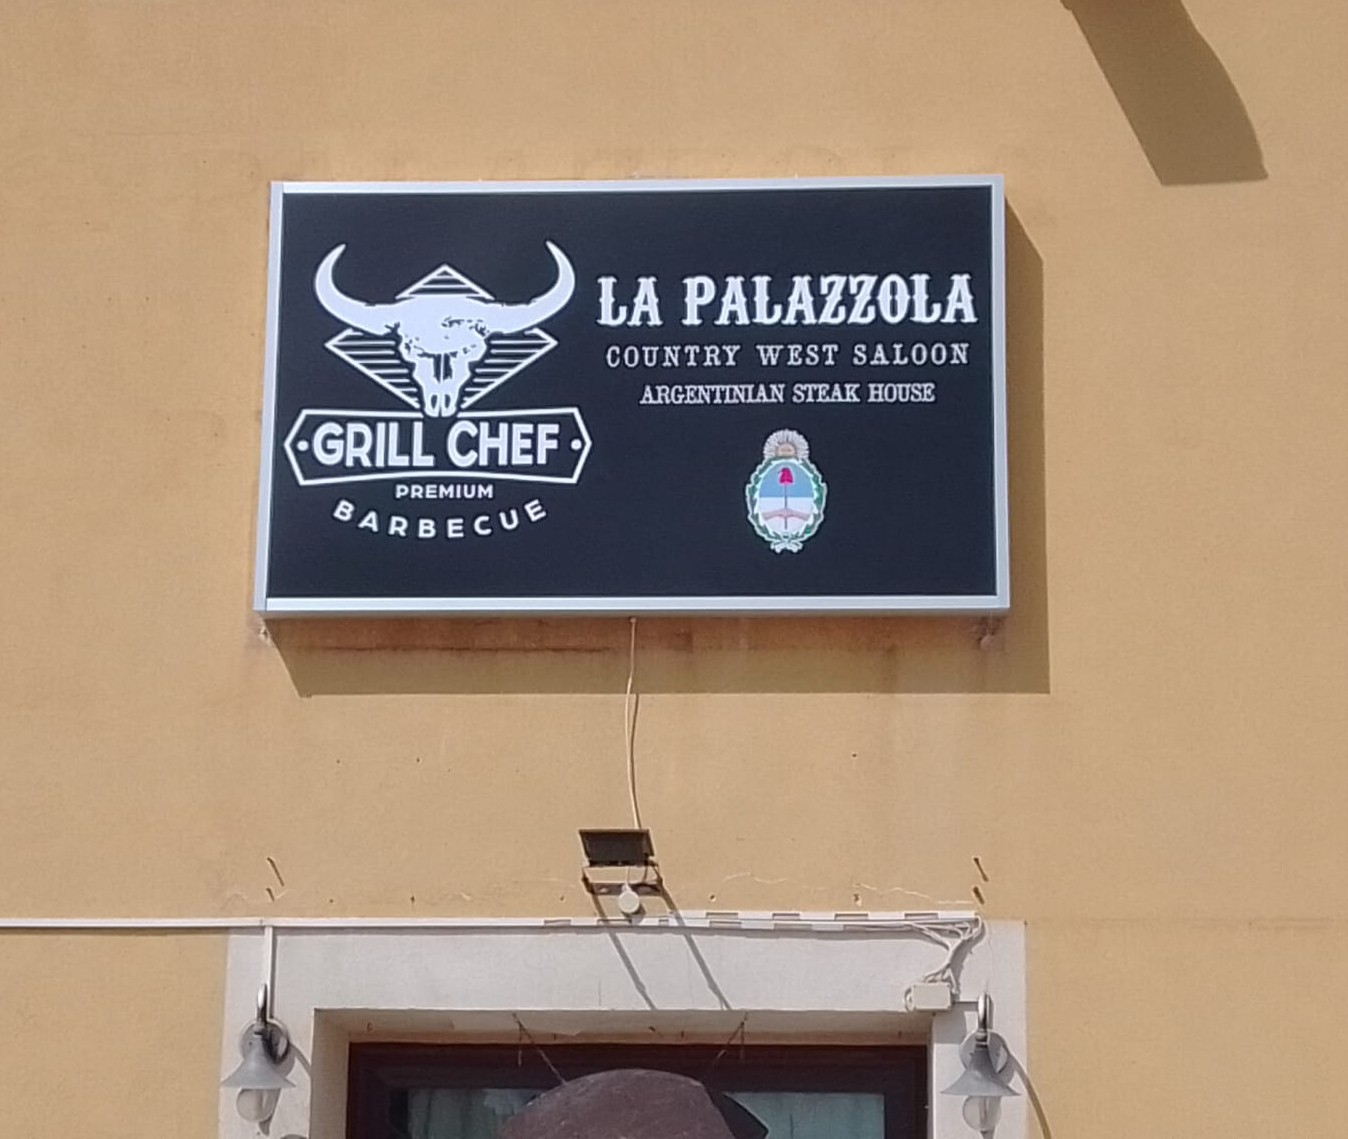 GRILL CHEF
PREMIUM
BARBECUE
LA PALAZZOLA
COUNTRY WEST SALOON
ARGENTINIAN STEAK HOUSE